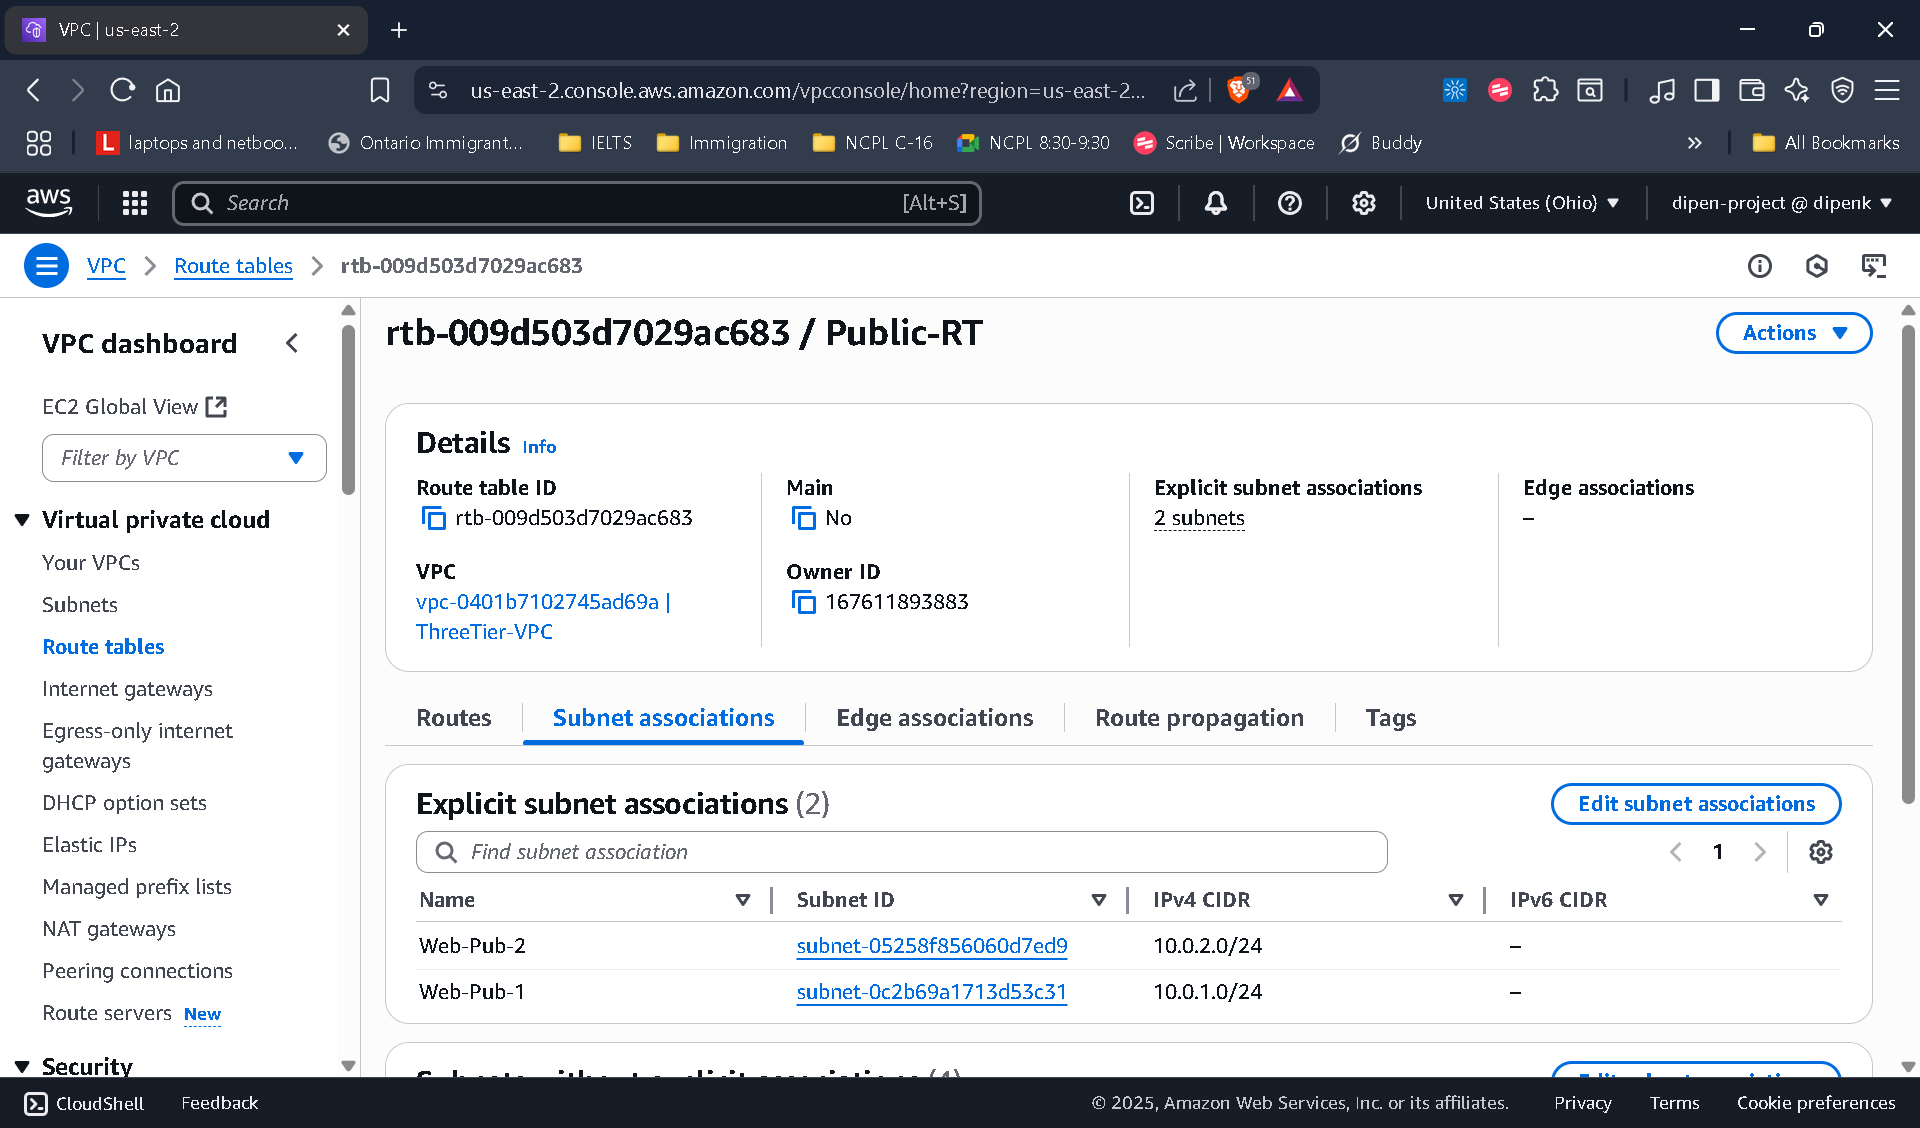 VPC | us-east-2
us-east-2.console.aws.amazon.com/vpcconsole/home?region=us-east-2...
51
laptops and netboo...
Ontario Immigrant...
IELTS
Immigration
NCPL C-16
NCPL 8:30-9:30
Scribe | Workspace
Buddy
All Bookmarks
aws
Search
[Alt+S]
United States (Ohio)
dipen-project @ dipenk
VPC
Route tables
rtb-009d503d7029ac683
VPC dashboard
EC2 Global View
Filter by VPC
Virtual private cloud
Your VPCs
Subnets
Route tables
Internet gateways
Egress-only internet
gateways
DHCP option sets
Elastic IPs
Managed prefix lists
NAT gateways
Peering connections
Route servers New
Security
rtb-009d503d7029ac683 / Public-RT
Actions
Details Info
Route table ID
rtb-009d503d7029ac683
Main
No
Explicit subnet associations
2 subnets
Edge associations
–
VPC
vpc-0401b7102745ad69a |
ThreeTier-VPC
Owner ID
167611893883
Routes
Subnet associations
Edge associations
Route propagation
Tags
Explicit subnet associations (2)
Edit subnet associations
Find subnet association
1
Name Subnet ID IPv4 CIDR IPv6 CIDR
Web-Pub-2 subnet-05258f856060d7ed9 10.0.2.0/24 –
Web-Pub-1 subnet-0c2b69a1713d53c31 10.0.1.0/24 –
CloudShell
Feedback
© 2025, Amazon Web Services, Inc. or its affiliates.
Privacy
Terms
Cookie preferences